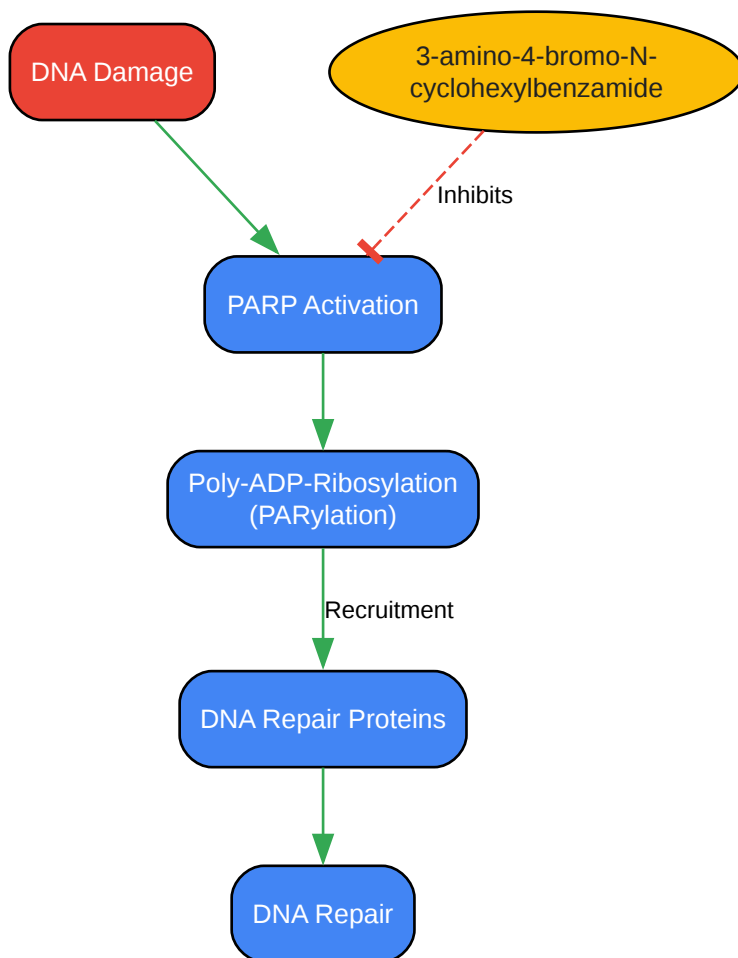 DNA Damage
3-amino-4-bromo-N-
cyclohexylbenzamide
Inhibits
PARP Activation
Poly-ADP-Ribosylation
(PARylation)
Recruitment
DNA Repair Proteins
DNA Repair